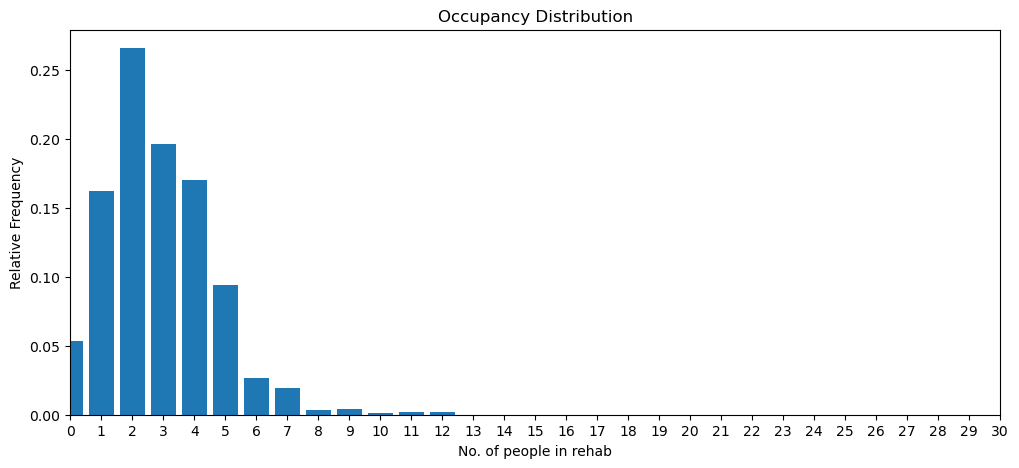 Occupancy Distribution
Relative Frequency
0.25
0.20
0.15
0.10
0.05
0.00
0 1 2 3 4 5 6 7 8 9 10 11 12 13 14 15 16 17 18 19 20 21 22 23 24 25 26 27 28 29 30
No. of people in rehab